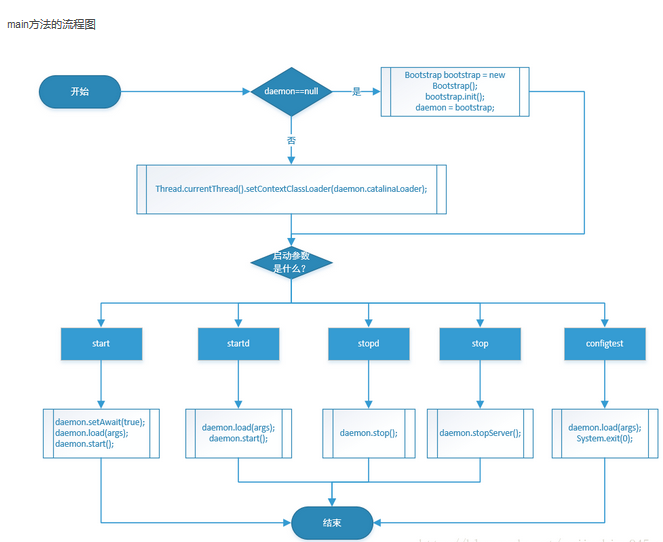 main方法的流程图
开始
daemon==null
是
Bootstrap bootstrap = new
Bootstrap();
bootstrap.init();
daemon = bootstrap;
否
Thread.currentThread().setContextClassLoader(daemon.catalinaLoader);
启动参数
是什么?
start
startd
stopd
stop
configtest
daemon.setAwait(true);
daemon.load(args);
daemon.start();
daemon.load(args);
daemon.start();
daemon.stop();
daemon.stopServer();
daemon.load(args);
System.exit(0);
结束